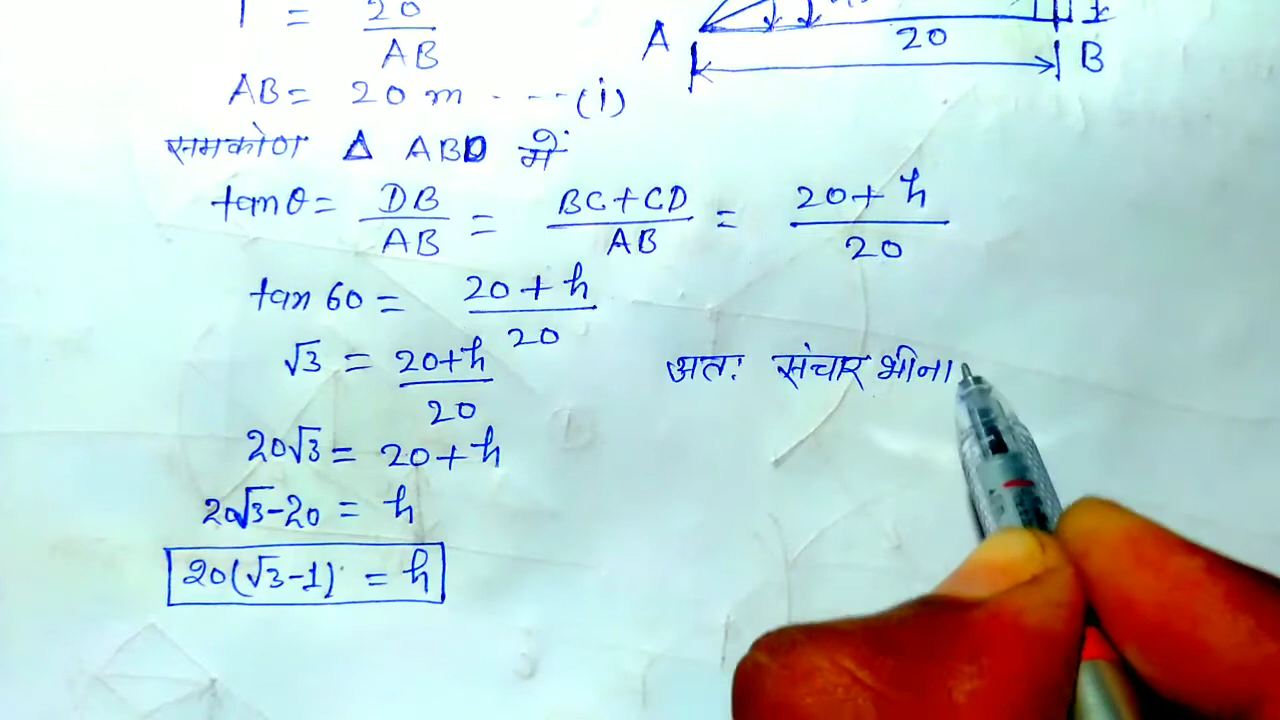 1 = 20/AB
AB = 20 m - - - (i)
A 20 B
समकोण Δ ABD में
tanθ = DB/AB = BC+CD/AB = 20+h/20
tan 60 = 20+h/20
√3 = 20+h/20
20√3 = 20+h
20√3-20 = h
20(√3-1) = h
अतः संचार मीना